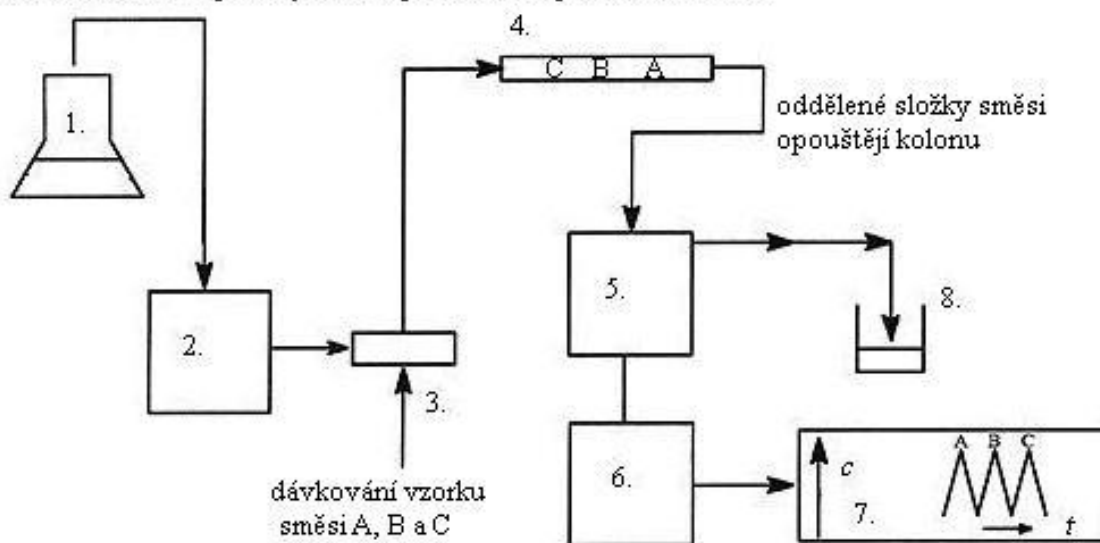 4.
C B A
1.
oddělené složky směsi
opouštějí kolonu
5.
8.
2.
3.
A B C
c
6.
7.
t
dávkování vzorku
směsi A, B a C